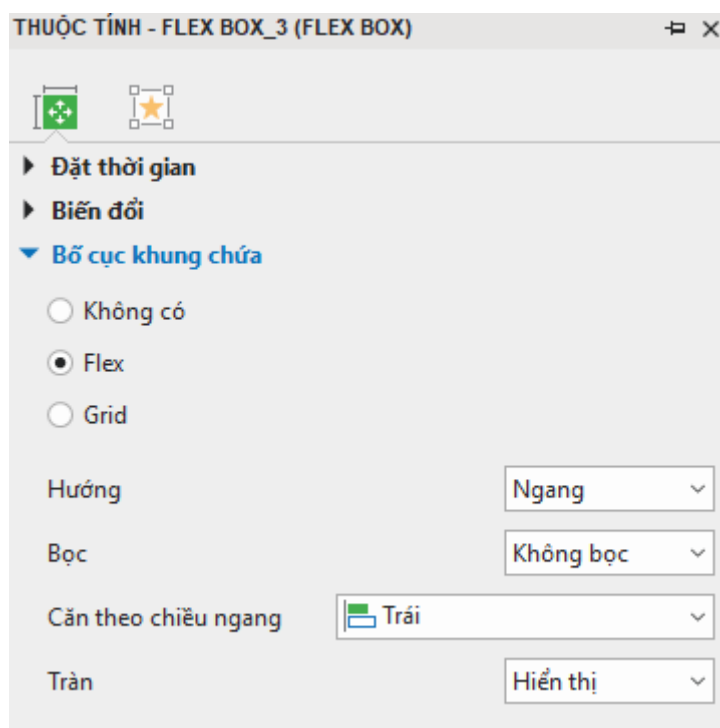 THUỘC TÍNH - FLEX BOX_3 (FLEX BOX)
Đặt thời gian
Biến đổi
Bố cục khung chứa
Không có
Flex
Grid
Hướng Ngang
Bọc Không bọc
Căn theo chiều ngang Trái
Tràn Hiển thị